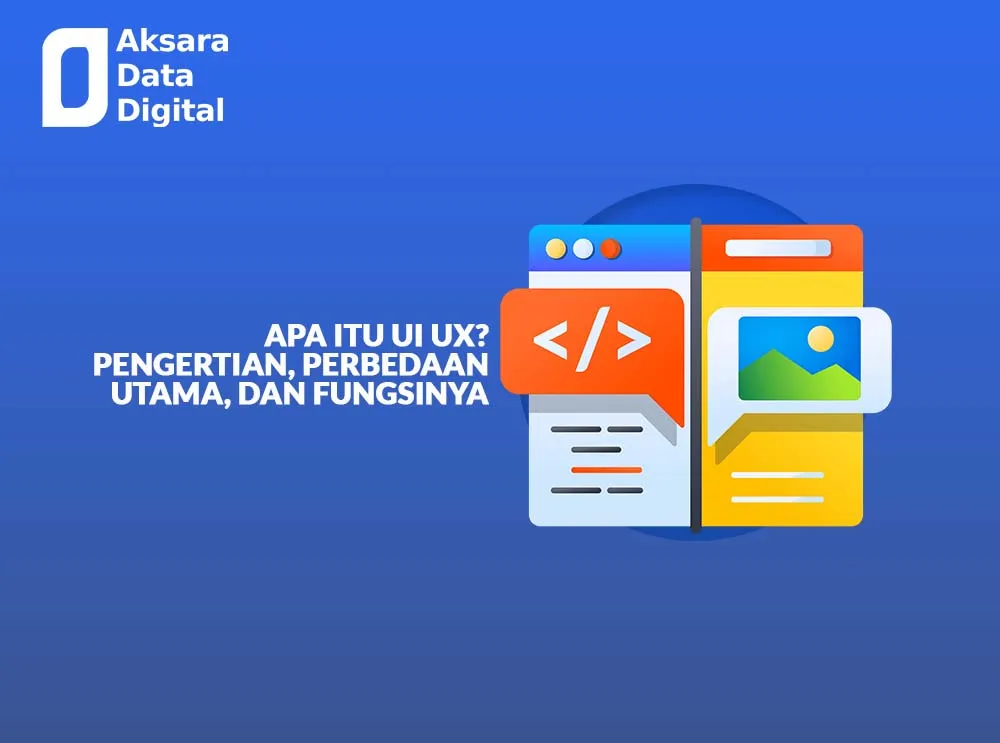 Aksara
Data
Digital
APA ITU UI UX?
PENGERTIAN, PERBEDAAN
UTAMA, DAN FUNGSINYA
</>